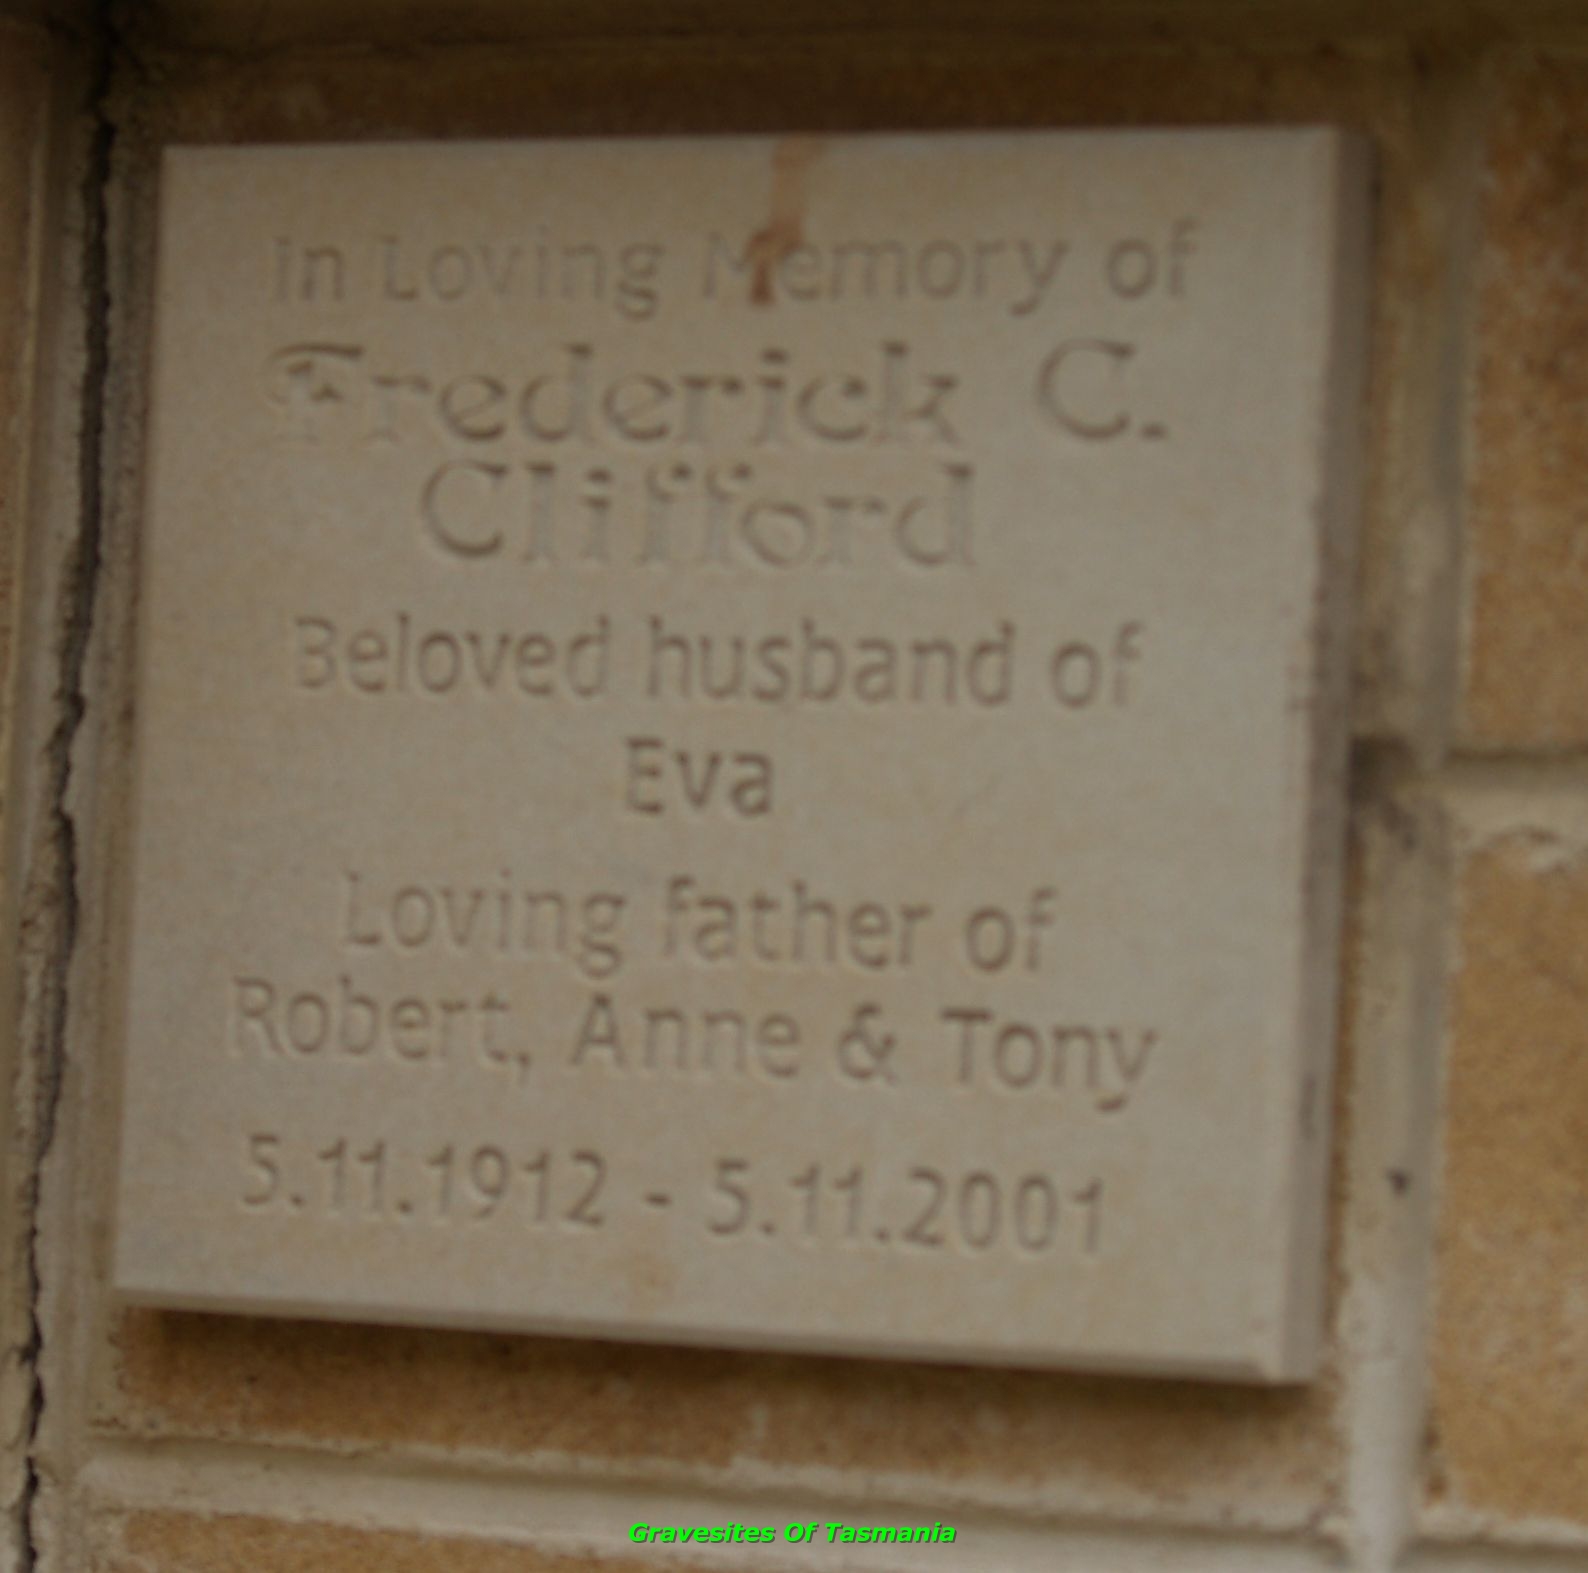 In Loving Memory of
Frederick C.
Clifford
Beloved husband of
Eva
Loving father of
Robert, Anne & Tony
5.11.1912 - 5.11.2001
Gravesites Of Tasmania